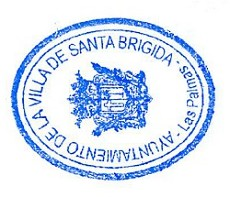 AYUNTAMIENTO DE LA VILLA DE SANTA BRIGIDA - Las Palmas -